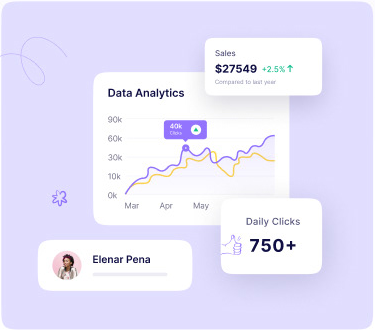 Sales
$27549 +2.5%
Compared to last year
Data Analytics
90k
60k
30k
10k
0k
40k
Clicks
Mar Apr May
Daily Clicks
750+
Elenar Pena